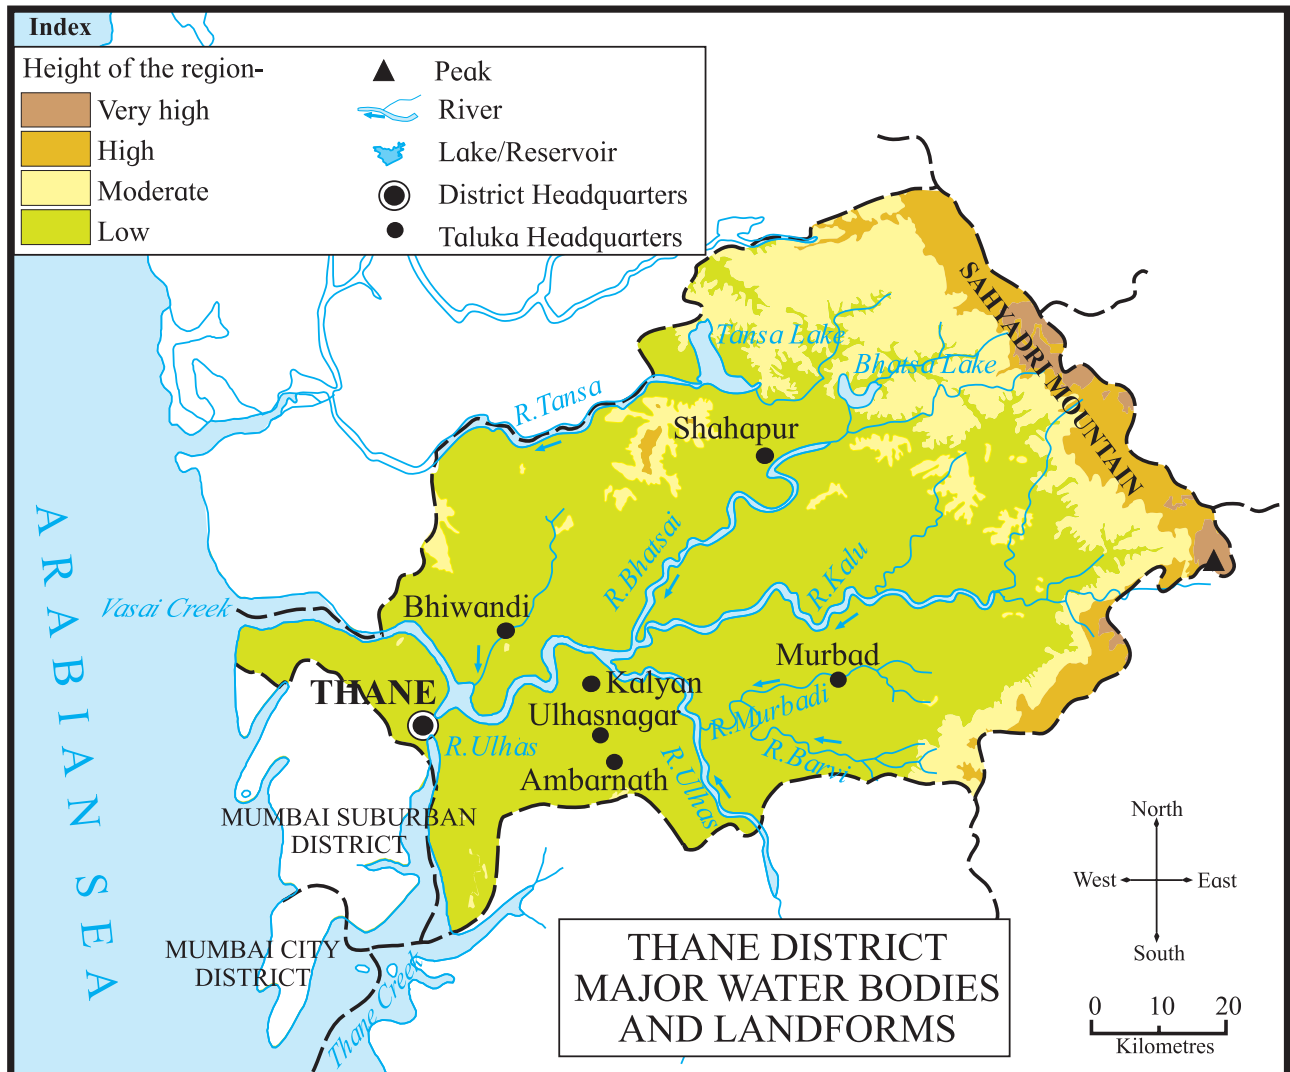 Index
Height of the region-
Very high
High
Moderate
Low
Peak
River
Lake/Reservoir
District Headquarters
Taluka Headquarters
SAHYADRI MOUNTAIN
Tansa Lake
Bhatsa Lake
R.Tansa
Shahapur
ARABIAN SEA
R.Bhatsai
R.Kalu
Vasai Creek
Bhiwandi
Murbad
THANE
Kalyan
Ulhasnagar
R.Murbadi
R.Ulhas
R.Barvi
Ambarnath
R.Ulhas
MUMBAI SUBURBAN
DISTRICT
MUMBAI CITY
DISTRICT
Thane Creek
North
West
East
South
THANE DISTRICT
MAJOR WATER BODIES
AND LANDFORMS
0 10 20
Kilometres